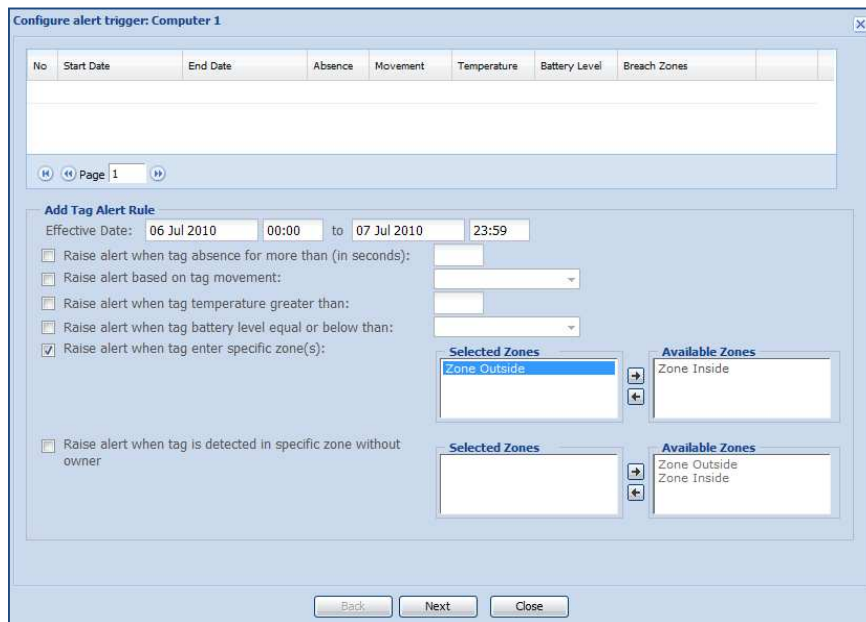 Configure alert trigger: Computer 1
No Start Date End Date Absence Movement Temperature Battery Level Breach Zones
Page 1
Add Tag Alert Rule
Effective Date: 06 Jul 2010 00:00 to 07 Jul 2010 23:59
Raise alert when tag absence for more than (in seconds):
Raise alert based on tag movement:
Raise alert when tag temperature greater than:
Raise alert when tag battery level equal or below than:
Raise alert when tag enter specific zone(s):
Selected Zones Available Zones
Zone Outside Zone Inside
Raise alert when tag is detected in specific zone without
owner
Selected Zones Available Zones
Zone Outside
Zone Inside
Back Next Close